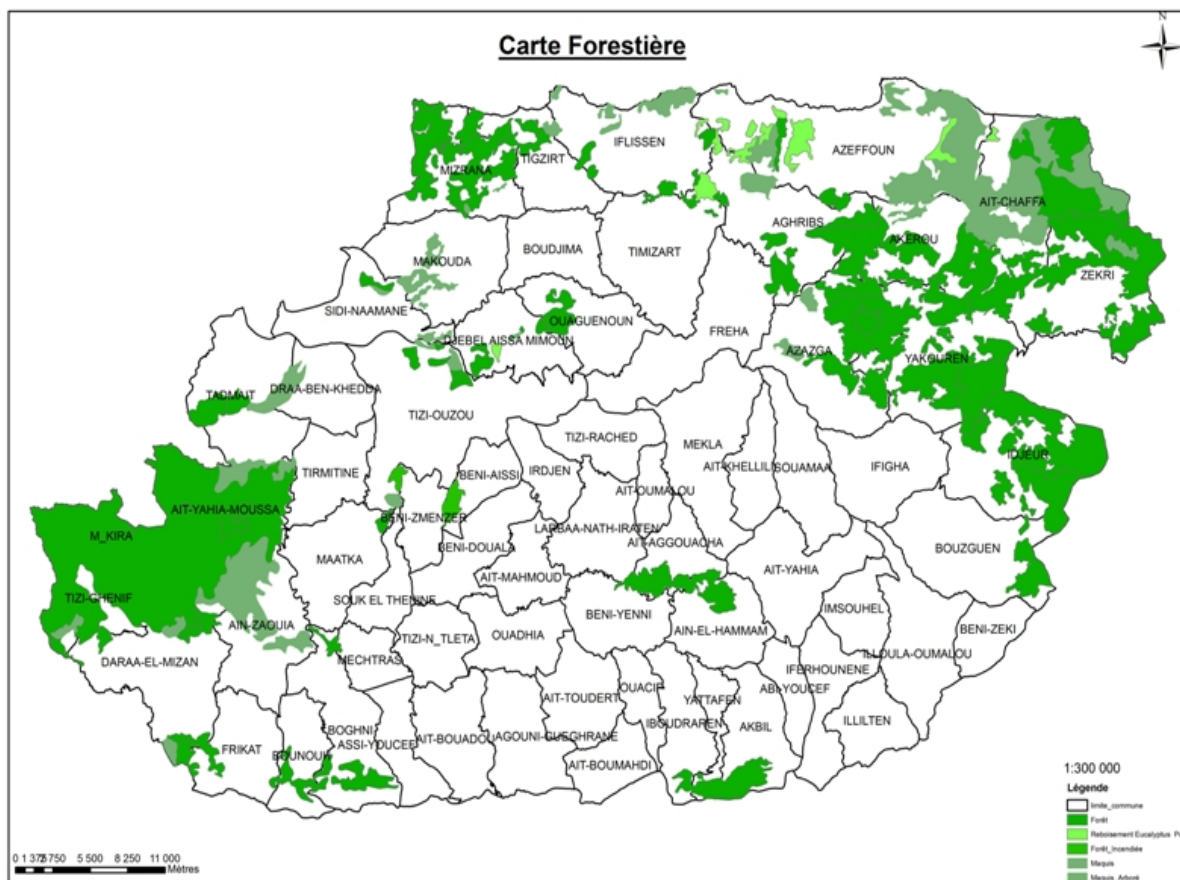 Carte Forestière
N
IFLISSEN
AZEFFOUN
TIGZIRT
MIZRANA
AIT-CHAFFA
AGHRIBS
AKEROU
BOUDJIMA
TIMIZART
MAKOUDA
ZEKRI
SIDI-NAAMANE
OUAGUENOUN
FREHA
DJEBEL AISSA MIMOUN
AZAZGA
YAKOUREN
DRAA-BEN-KHEDDA
TADMAIT
TIZI-OUZOU
TIZI-RACHED
MEKLA
IDJEUR
TIRMITINE
BENI-AISSI
IRDJEN
AIT-KHELLILI
SOUAMAA
IFIGHA
AIT-OUMALOU
AIT-YAHIA-MOUSSA
BENI-ZMENZER
LARBAA-NATH-IRATEN
M_KIRA
AIT-AGGOUACHA
BENI-DOUALA
BOUZGUEN
MAATKA
AIT-YAHIA
AIT-MAHMOUD
TIZI-GHENIF
SOUK EL THENINE
IMSOUHEL
BENI-YENNI
AIN-ZAOUIA
AIN-EL-HAMMAM
BENI-ZEKI
TIZI-N_TLETA
OUADHIA
ILLOULA-OUMALOU
DARAA-EL-MIZAN
MECHTRAS
IFERHOUNENE
OUACIF
ABI-YOUCEF
AIT-TOUDERT
YATTAFEN
ILLILTEN
IBOUDRAREN
AKBIL
BOGHNI
AIT-BOUADOU
AGOUNI-GUEGHRANE
ASSI-YOUCEF
FRIKAT
BOUNOUH
AIT-BOUMAHDI
1:300 000
Légende
limite_commune
Forêt
Reboisement Eucalyptus
Forêt_Incendiée
Maquis
Maquis_Arboré
0 1 375 2 750 5 500 8 250 11 000
Mètres